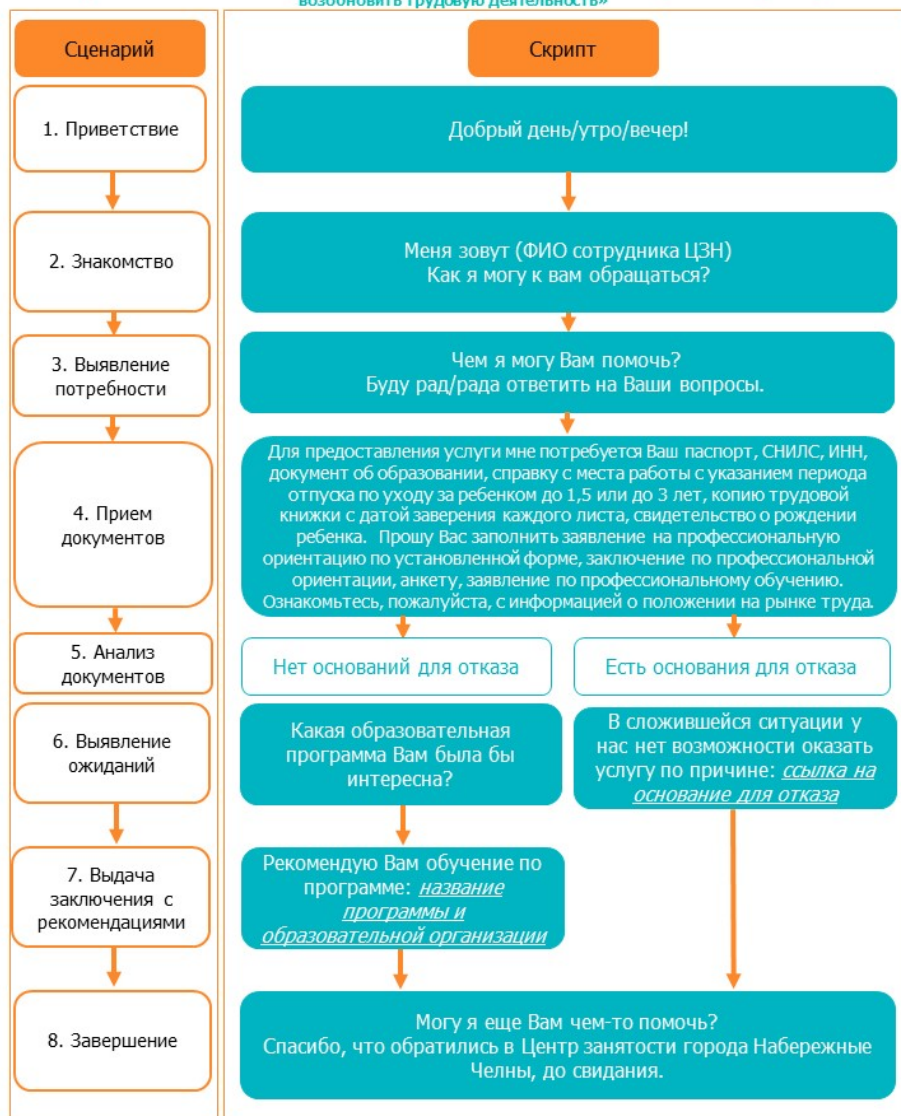 возобновить трудовую деятельность»
Сценарий
Скрипт
1. Приветствие
Добрый день/утро/вечер!
2. Знакомство
Меня зовут (ФИО сотрудника ЦЗН)
Как я могу к вам обращаться?
3. Выявление
потребности
Чем я могу Вам помочь?
Буду рад/рада ответить на Ваши вопросы.
4. Прием
документов
Для предоставления услуги мне потребуется Ваш паспорт, СНИЛС, ИНН,
документ об образовании, справку с места работы с указанием периода
отпуска по уходу за ребенком до 1,5 или до 3 лет, копию трудовой
книжки с датой заверения каждого листа, свидетельство о рождении
ребенка. Прошу Вас заполнить заявление на профессиональную
ориентацию по установленной форме, заключение по профессиональной
ориентации, анкету, заявление по профессиональному обучению.
Ознакомьтесь, пожалуйста, с информацией о положении на рынке труда.
5. Анализ
документов
Нет оснований для отказа
Есть основания для отказа
6. Выявление
ожиданий
Какая образовательная
программа Вам была бы
интересна?
В сложившейся ситуации у
нас нет возможности оказать
услугу по причине: ссылка на
основание для отказа
7. Выдача
заключения с
рекомендациями
Рекомендую Вам обучение по
программе: название
программы и
образовательной организации
8. Завершение
Могу я еще Вам чем-то помочь?
Спасибо, что обратились в Центр занятости города Набережные
Челны, до свидания.